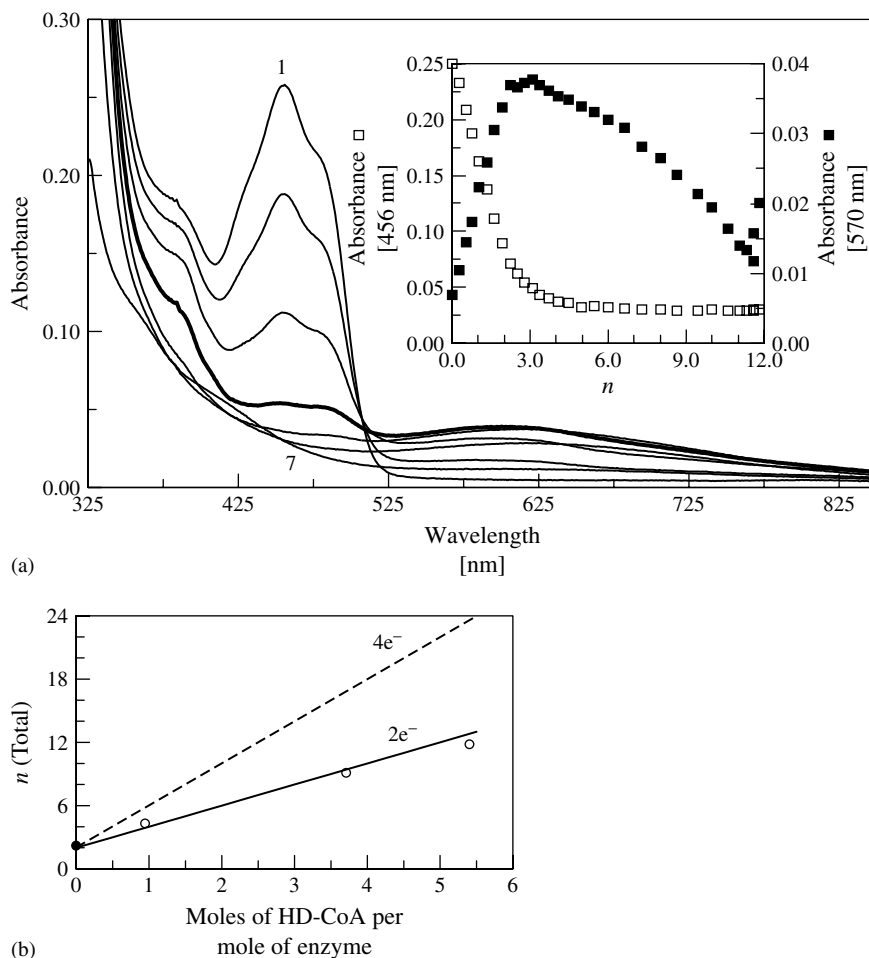 0.30
0.20
0.10
0.00
Absorbance
325
425
525
625
725
825
Wavelength
[nm]
1
7
0.25
0.20
0.15
0.10
0.05
0.00
Absorbance □
[456 nm]
0.04
0.03
0.02
0.01
0.00
Absorbance ■
[570 nm]
0.0
3.0
6.0
9.0
12.0
n
(a)
24
18
12
6
0
n (Total)
4e⁻
2e⁻
0
1
2
3
4
5
6
Moles of HD-CoA per
mole of enzyme
(b)